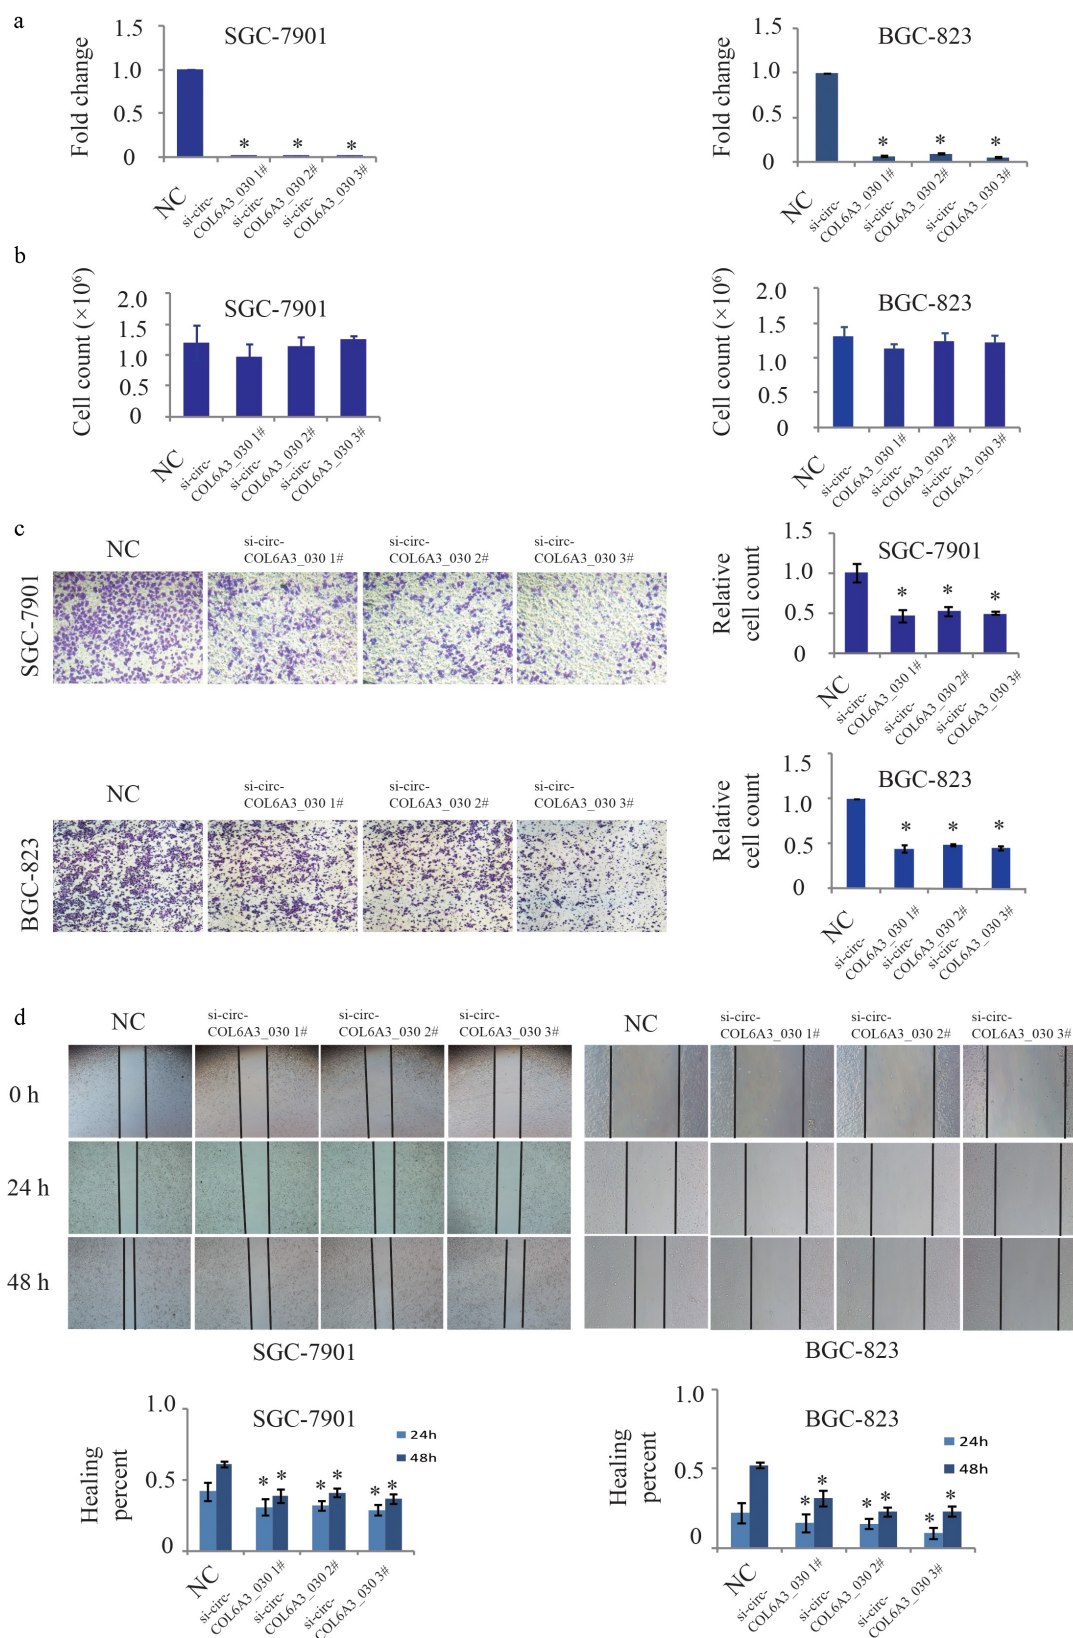 a
SGC-7901
Fold change
1.5
1.0
0.5
0
*
*
*
NC
si-circ-
COL6A3_030 1#
si-circ-
COL6A3_030 2#
si-circ-
COL6A3_030 3#
BGC-823
Fold change
1.5
1.0
0.5
0
*
*
*
NC
si-circ-
COL6A3_030 1#
si-circ-
COL6A3_030 2#
si-circ-
COL6A3_030 3#
b
SGC-7901
Cell count (×10⁶)
2.0
1.5
1.0
0.5
0
NC
si-circ-
COL6A3_030 1#
si-circ-
COL6A3_030 2#
si-circ-
COL6A3_030 3#
BGC-823
Cell count (×10⁶)
2.0
1.5
1.0
0.5
0
NC
si-circ-
COL6A3_030 1#
si-circ-
COL6A3_030 2#
si-circ-
COL6A3_030 3#
c
NC
si-circ-
COL6A3_030 1#
si-circ-
COL6A3_030 2#
si-circ-
COL6A3_030 3#
SGC-7901
SGC-7901
Relative
cell count
1.5
1.0
0.5
0
*
*
*
NC
si-circ-
COL6A3_030 1#
si-circ-
COL6A3_030 2#
si-circ-
COL6A3_030 3#
NC
si-circ-
COL6A3_030 1#
si-circ-
COL6A3_030 2#
si-circ-
COL6A3_030 3#
BGC-823
BGC-823
Relative
cell count
1.5
1.0
0.5
0
*
*
*
NC
si-circ-
COL6A3_030 1#
si-circ-
COL6A3_030 2#
si-circ-
COL6A3_030 3#
d
NC
si-circ-
COL6A3_030 1#
si-circ-
COL6A3_030 2#
si-circ-
COL6A3_030 3#
NC
si-circ-
COL6A3_030 1#
si-circ-
COL6A3_030 2#
si-circ-
COL6A3_030 3#
0 h
24 h
48 h
SGC-7901
BGC-823
SGC-7901
Healing
percent
1.0
0.5
0
24h
48h
* *
* *
* *
NC
si-circ-
COL6A3_030 1#
si-circ-
COL6A3_030 2#
si-circ-
COL6A3_030 3#
BGC-823
Healing
percent
1.0
0.5
0
24h
48h
* *
* *
* *
NC
si-circ-
COL6A3_030 1#
si-circ-
COL6A3_030 2#
si-circ-
COL6A3_030 3#